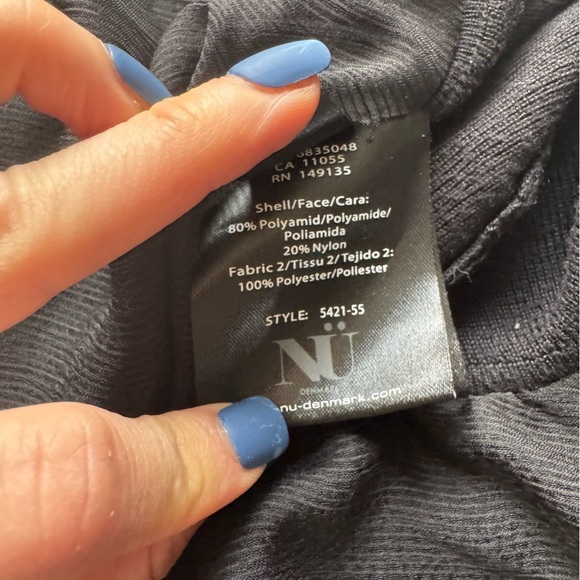 CA 11055
RN 149135
Shell/Face/Cara:
80% Polyamid/Polyamide/
Poliamida
20% Nylon
Fabric 2/Tissu 2/Tejido 2:
100% Polyester/Poliester
STYLE: 5421-55
NÜ
nu-denmark.com